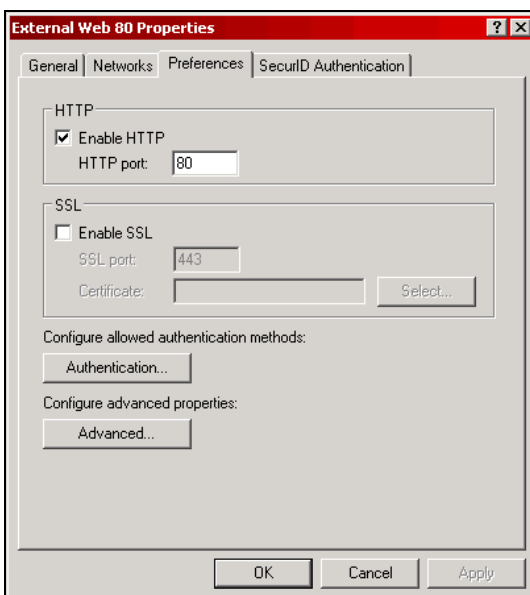 External Web 80 Properties
General Networks Preferences SecurID Authentication
HTTP
Enable HTTP
HTTP port: 80
SSL
Enable SSL
SSL port: 443
Certificate: Select...
Configure allowed authentication methods:
Authentication...
Configure advanced properties:
Advanced...
OK Cancel Apply